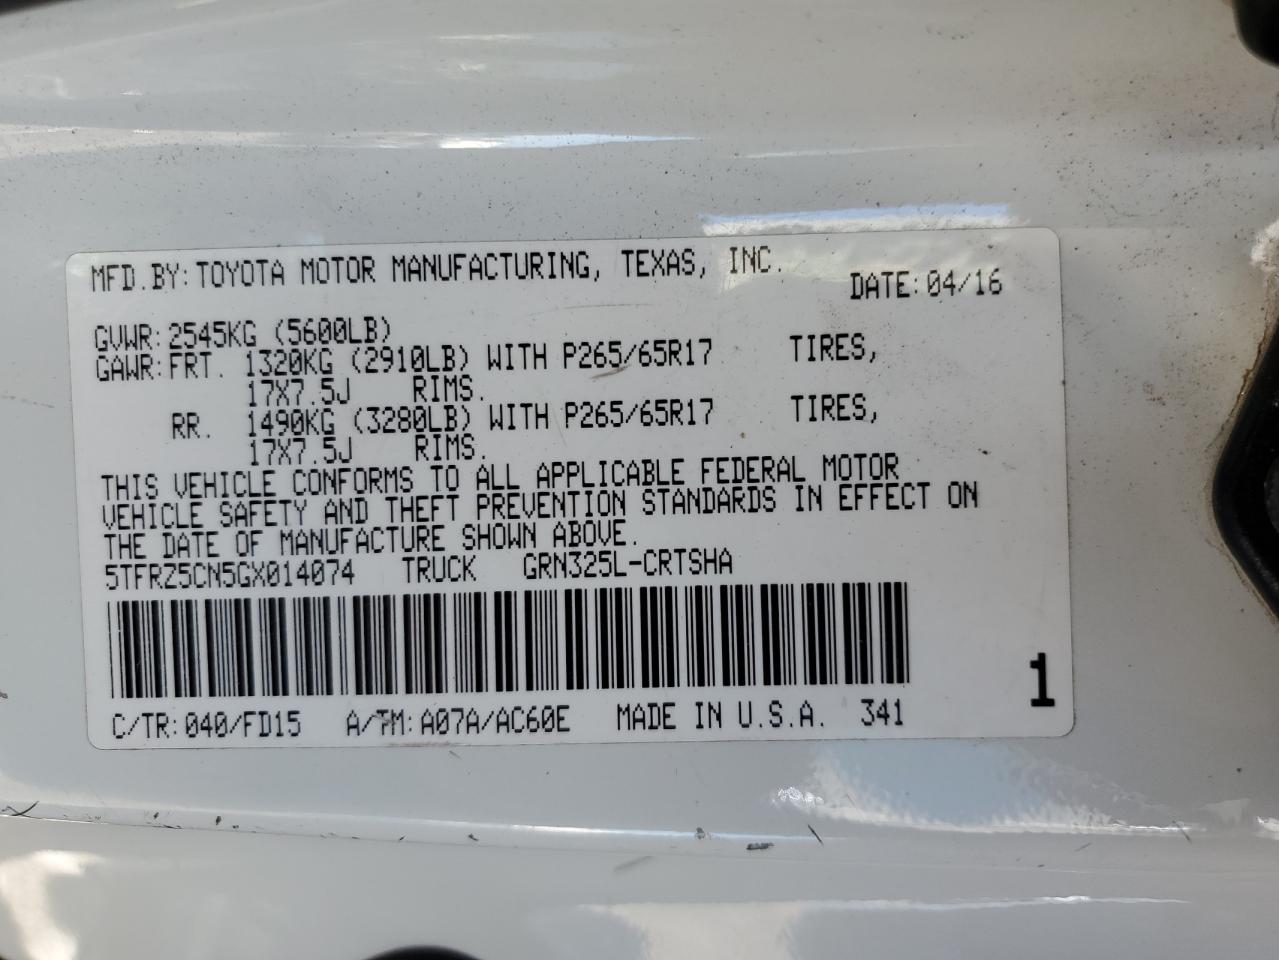 MFD.BY:TOYOTA MOTOR MANUFACTURING, TEXAS, INC.
DATE:04/16
GVWR:2545KG (5600LB)
GAWR:FRT. 1320KG (2910LB) WITH P265/65R17 TIRES,
17X7.5J RIMS.
RR. 1490KG (3280LB) WITH P265/65R17 TIRES,
17X7.5J RIMS.
THIS VEHICLE CONFORMS TO ALL APPLICABLE FEDERAL MOTOR
VEHICLE SAFETY AND THEFT PREVENTION STANDARDS IN EFFECT ON
THE DATE OF MANUFACTURE SHOWN ABOVE.
5TFRZ5CN5GX014074 TRUCK GRN325L-CRTSHA
C/TR:040/FD15 A/TM:A07A/AC60E MADE IN U.S.A. 341
1